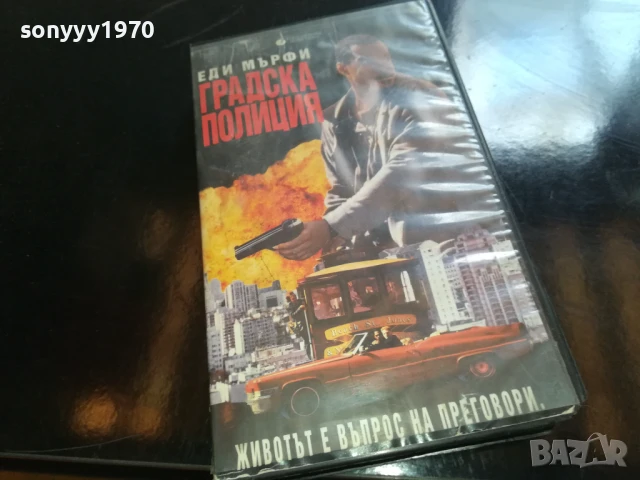 sonyyy1970
ЕДИ МЪРФИ
ГРАДСКА
ПОЛИЦИЯ
ЖИВОТЪТ Е ВЪПРОС НА ПРЕГОВОРИ.
BAZAR